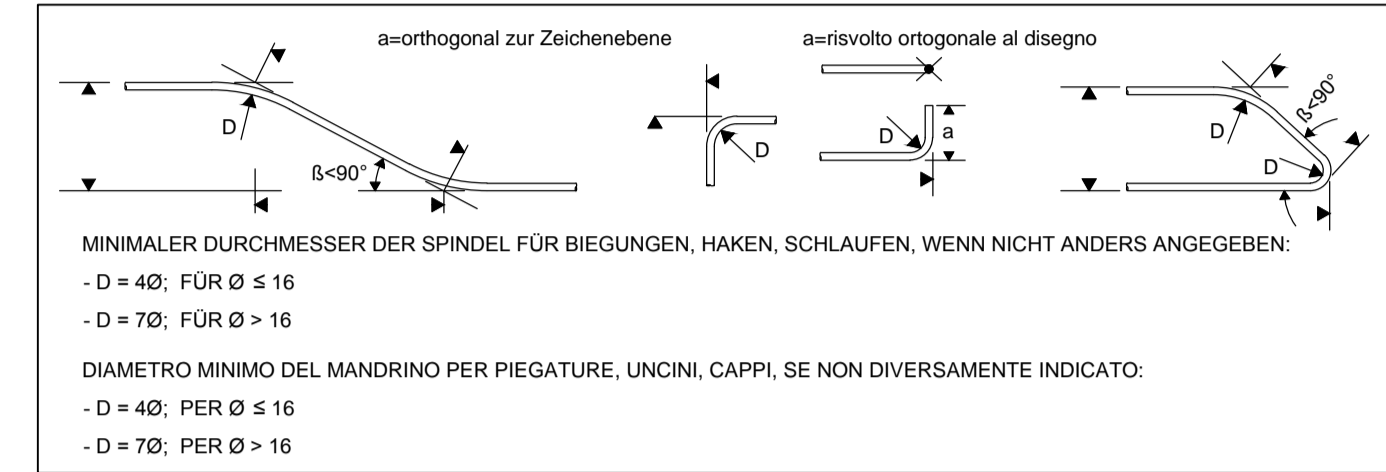 a=orthogonal zur Zeichenebene
a=risvolto ortogonale al disegno
D
ß<90°
D
D
a
D
D
ß<90°
MINIMALER DURCHMESSER DER SPINDEL FÜR BIEGUNGEN, HAKEN, SCHLAUFEN, WENN NICHT ANDERS ANGEGEBEN:
- D = 4Ø; FÜR Ø ≤ 16
- D = 7Ø; FÜR Ø > 16
DIAMETRO MINIMO DEL MANDRINO PER PIEGATURE, UNCINI, CAPPI, SE NON DIVERSAMENTE INDICATO:
- D = 4Ø; PER Ø ≤ 16
- D = 7Ø; PER Ø > 16